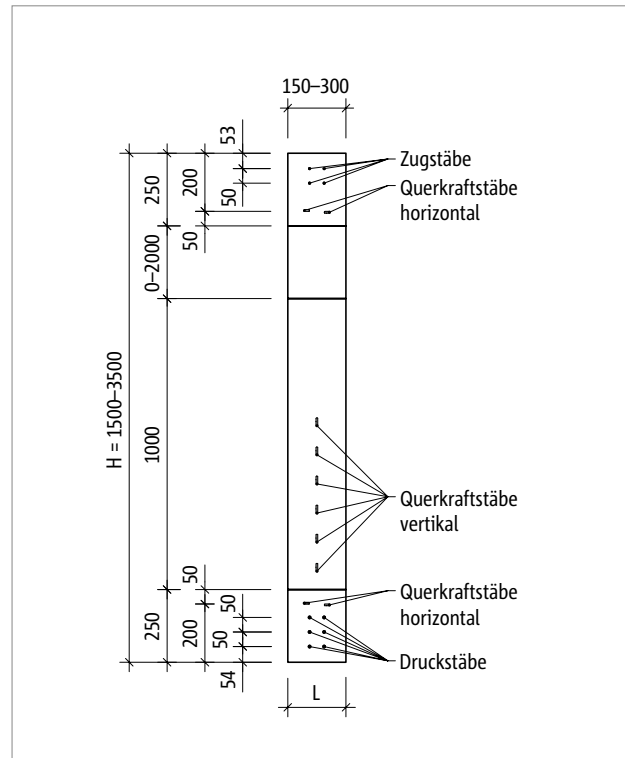 150–300
53
250
200
50
50
0–2000
H = 1500–3500
1000
50
250
200
50
50
54
L
Zugstäbe
Querkraftstäbe
horizontal
Querkraftstäbe
vertikal
Querkraftstäbe
horizontal
Druckstäbe